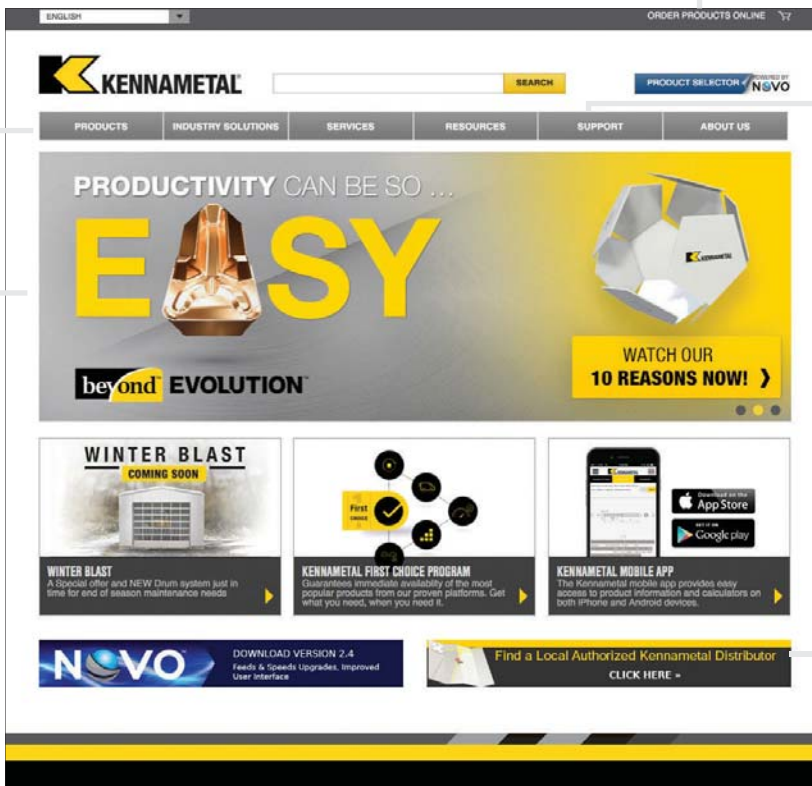 ENGLISH
ORDER PRODUCTS ONLINE
KENNAMETAL
SEARCH
PRODUCT SELECTOR
POWERED BY
NOVO
PRODUCTS
INDUSTRY SOLUTIONS
SERVICES
RESOURCES
SUPPORT
ABOUT US
PRODUCTIVITY CAN BE SO ...
EASY
KENNAMETAL
beyond™ EVOLUTION™
WATCH OUR
10 REASONS NOW! ❯
WINTER BLAST
COMING SOON
WINTER BLAST
A Special offer and NEW Drum system just in
time for end of season maintenance needs
First
CHOICE
KENNAMETAL FIRST CHOICE PROGRAM
Guarantees immediate availability of the most
popular products from our proven platforms. Get
what you need, when you need it.
KENNAMETAL
Download on the
App Store
GET IT ON
Google play
KENNAMETAL MOBILE APP
The Kennametal mobile app provides easy
access to product information and calculators on
both iPhone and Android devices.
NOVO
DOWNLOAD VERSION 2.4
Feeds & Speeds Upgrades, Improved
User Interface
Find a Local Authorized Kennametal Distributor
CLICK HERE »